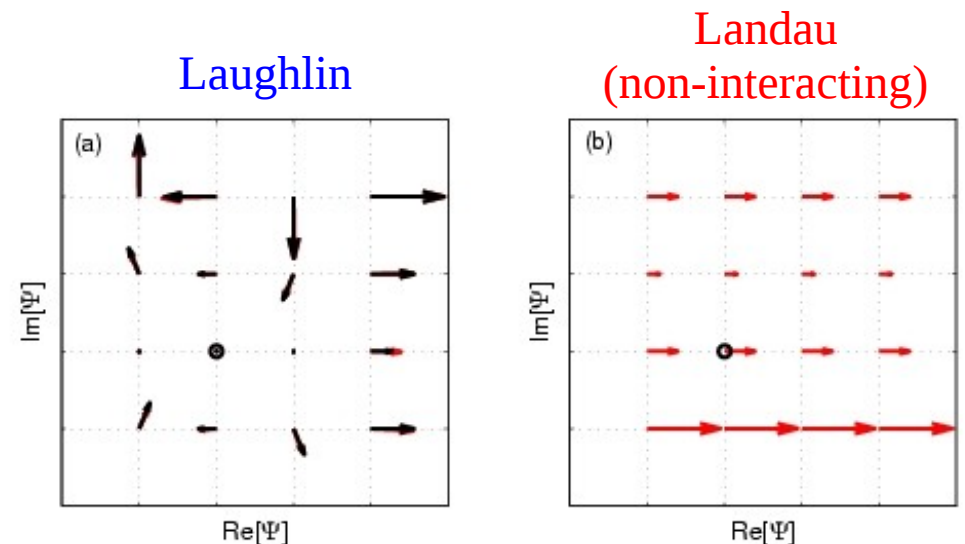 Laughlin
Landau
(non-interacting)
(a)
Im[Ψ]
Re[Ψ]
(b)
Im[Ψ]
Re[Ψ]